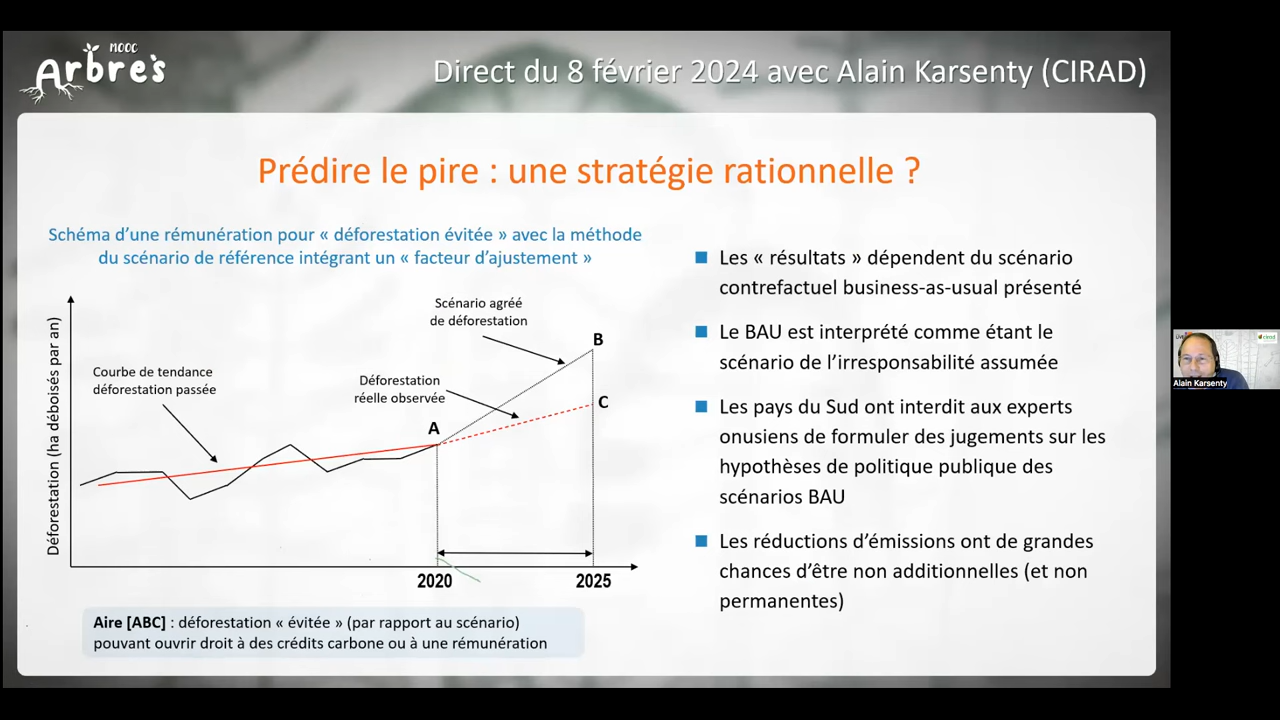 MOOC
Arbre's
Direct du 8 février 2024 avec Alain Karsenty (CIRAD)
Prédire le pire : une stratégie rationnelle ?
Schéma d’une rémunération pour « déforestation évitée » avec la méthode
du scénario de référence intégrant un « facteur d’ajustement »
Déforestation (ha déboisés par an)
Courbe de tendance
déforestation passée
Scénario agréé
de déforestation
Déforestation
réelle observée
A
B
C
2020
2025
Aire [ABC] : déforestation « évitée » (par rapport au scénario)
pouvant ouvrir droit à des crédits carbone ou à une rémunération
Les « résultats » dépendent du scénario
contrefactuel business-as-usual présenté
Le BAU est interprété comme étant le
scénario de l’irresponsabilité assumée
Les pays du Sud ont interdit aux experts
onusiens de formuler des jugements sur les
hypothèses de politique publique des
scénarios BAU
Les réductions d’émissions ont de grandes
chances d’être non additionnelles (et non
permanentes)
cirad
Alain Karsenty